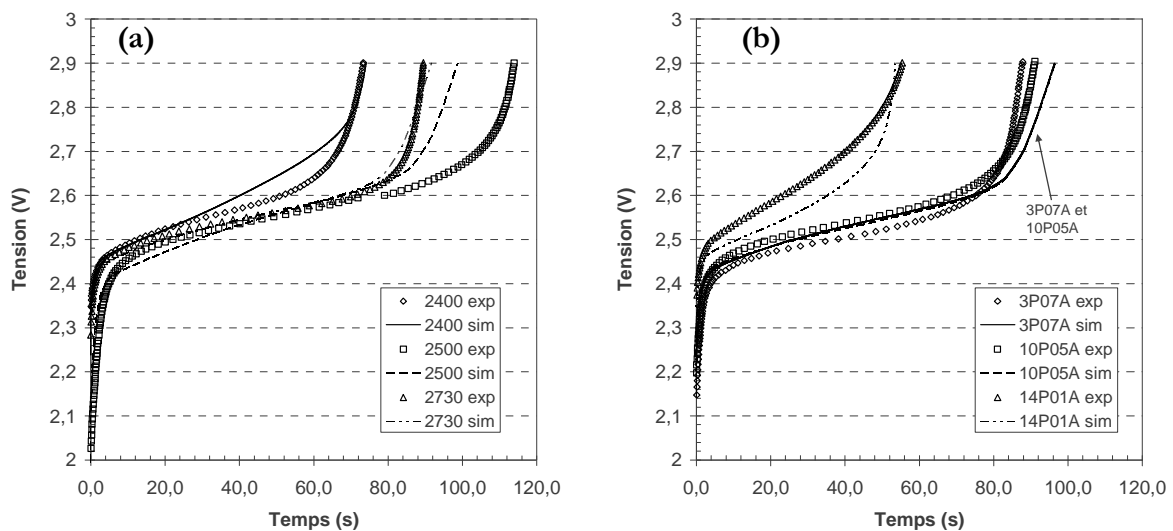 (a)
3
2,9
2,8
2,7
2,6
2,5
2,4
2,3
2,2
2,1
2
Tension (V)
0,0 20,0 40,0 60,0 80,0 100,0 120,0
Temps (s)
2400 exp
2400 sim
2500 exp
2500 sim
2730 exp
2730 sim
(b)
3
2,9
2,8
2,7
2,6
2,5
2,4
2,3
2,2
2,1
2
Tension (V)
0,0 20,0 40,0 60,0 80,0 100,0 120,0
Temps (s)
3P07A et
10P05A
3P07A exp
3P07A sim
10P05A exp
10P05A sim
14P01A exp
14P01A sim